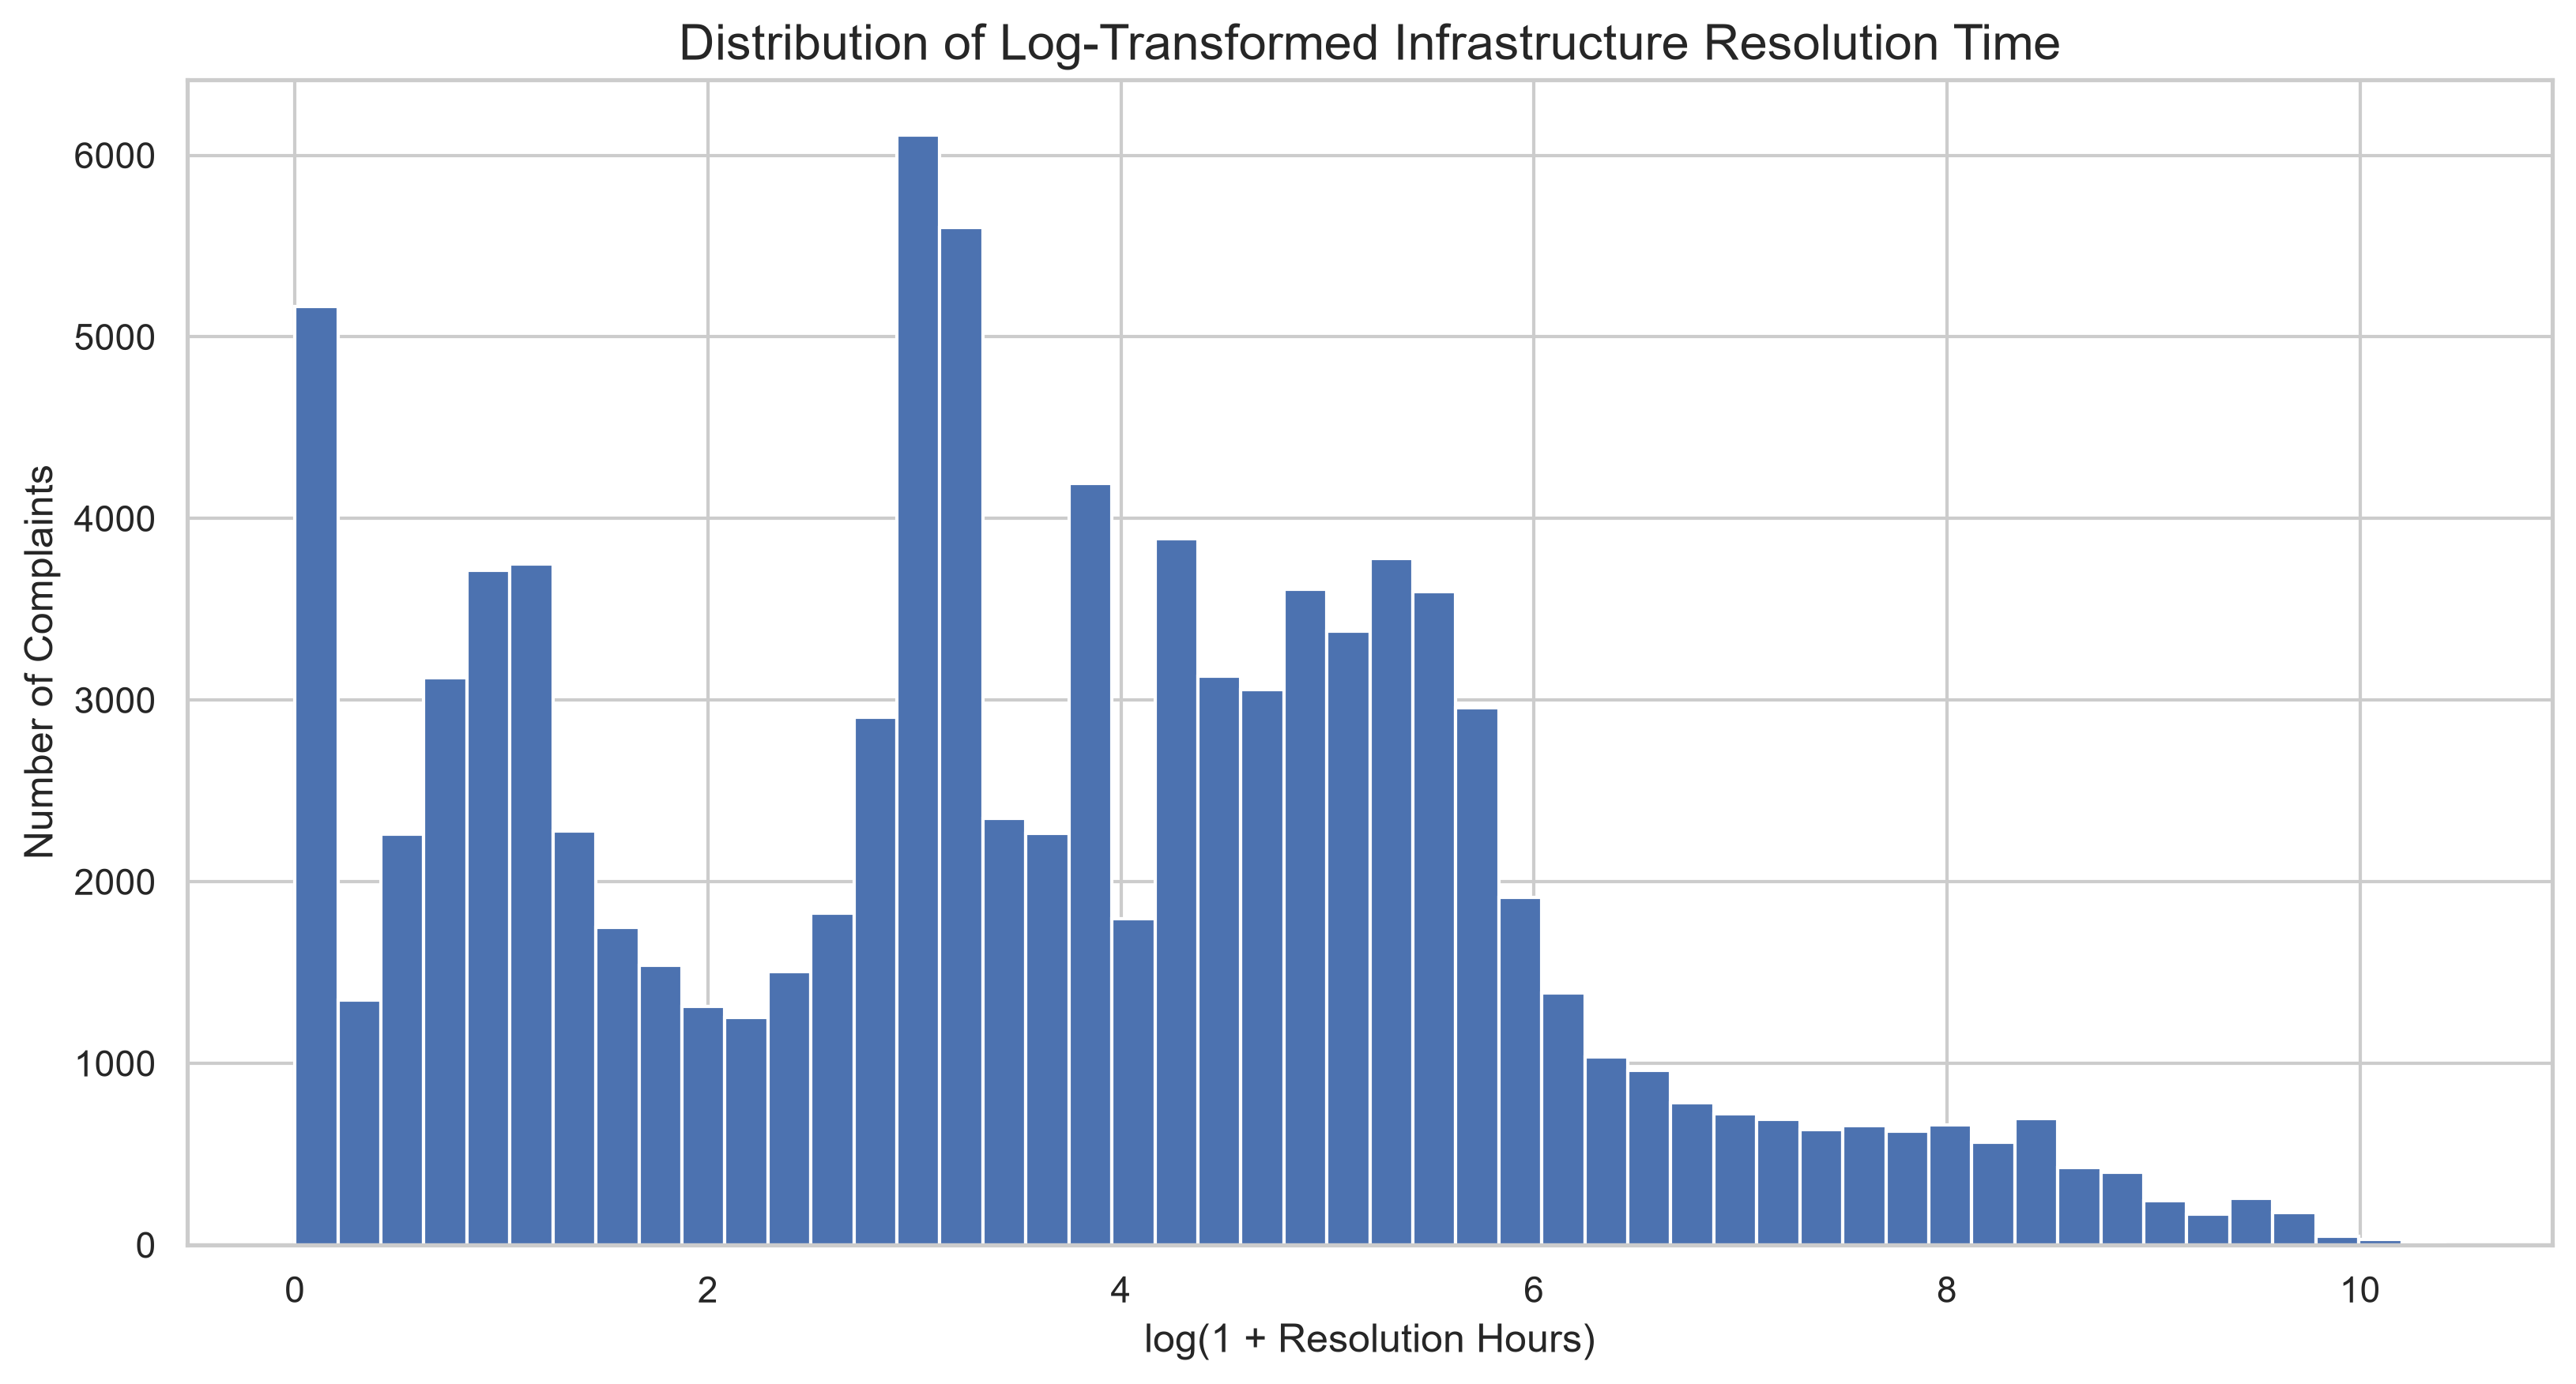 Distribution of Log-Transformed Infrastructure Resolution Time
Number of Complaints
6000
5000
4000
3000
2000
1000
0
0 2 4 6 8 10
log(1 + Resolution Hours)